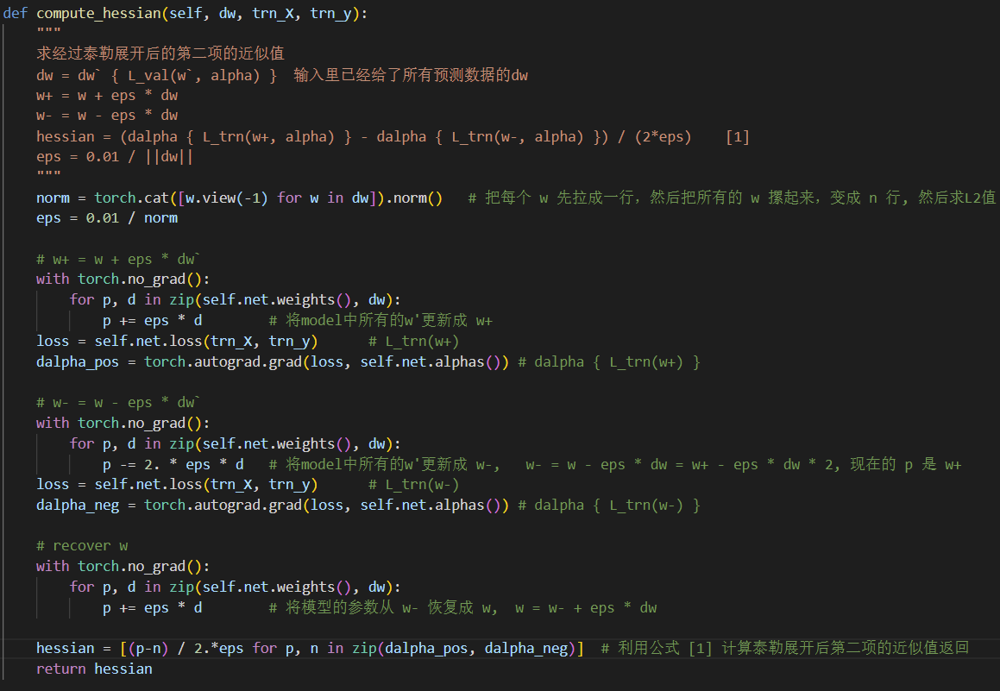 def compute_hessian(self, dw, trn_X, trn_y):
"""
求经过泰勒展开后的第二项的近似值
dw = dw` { L_val(w`, alpha) }  输入里已经给了所有预测数据的dw
w+ = w + eps * dw
w- = w - eps * dw
hessian = (dalpha { L_trn(w+, alpha) } - dalpha { L_trn(w-, alpha) }) / (2*eps)    [1]
eps = 0.01 / ||dw||
"""
norm = torch.cat([w.view(-1) for w in dw]).norm()   # 把每个 w 先拉成一行，然后把所有的 w 摞起来，变成 n 行, 然后求L2值
eps = 0.01 / norm
# w+ = w + eps * dw`
with torch.no_grad():
for p, d in zip(self.net.weights(), dw):
p += eps * d        # 将model中所有的w'更新成 w+
loss = self.net.loss(trn_X, trn_y)      # L_trn(w+)
dalpha_pos = torch.autograd.grad(loss, self.net.alphas()) # dalpha { L_trn(w+) }
# w- = w - eps * dw`
with torch.no_grad():
for p, d in zip(self.net.weights(), dw):
p -= 2. * eps * d   # 将model中所有的w'更新成 w-,   w- = w - eps * dw = w+ - eps * dw * 2, 现在的 p 是 w+
loss = self.net.loss(trn_X, trn_y)      # L_trn(w-)
dalpha_neg = torch.autograd.grad(loss, self.net.alphas()) # dalpha { L_trn(w-) }
# recover w
with torch.no_grad():
for p, d in zip(self.net.weights(), dw):
p += eps * d        # 将模型的参数从 w- 恢复成 w,  w = w- + eps * dw
hessian = [(p-n) / 2.*eps for p, n in zip(dalpha_pos, dalpha_neg)]  # 利用公式 [1] 计算泰勒展开后第二项的近似值返回
return hessian